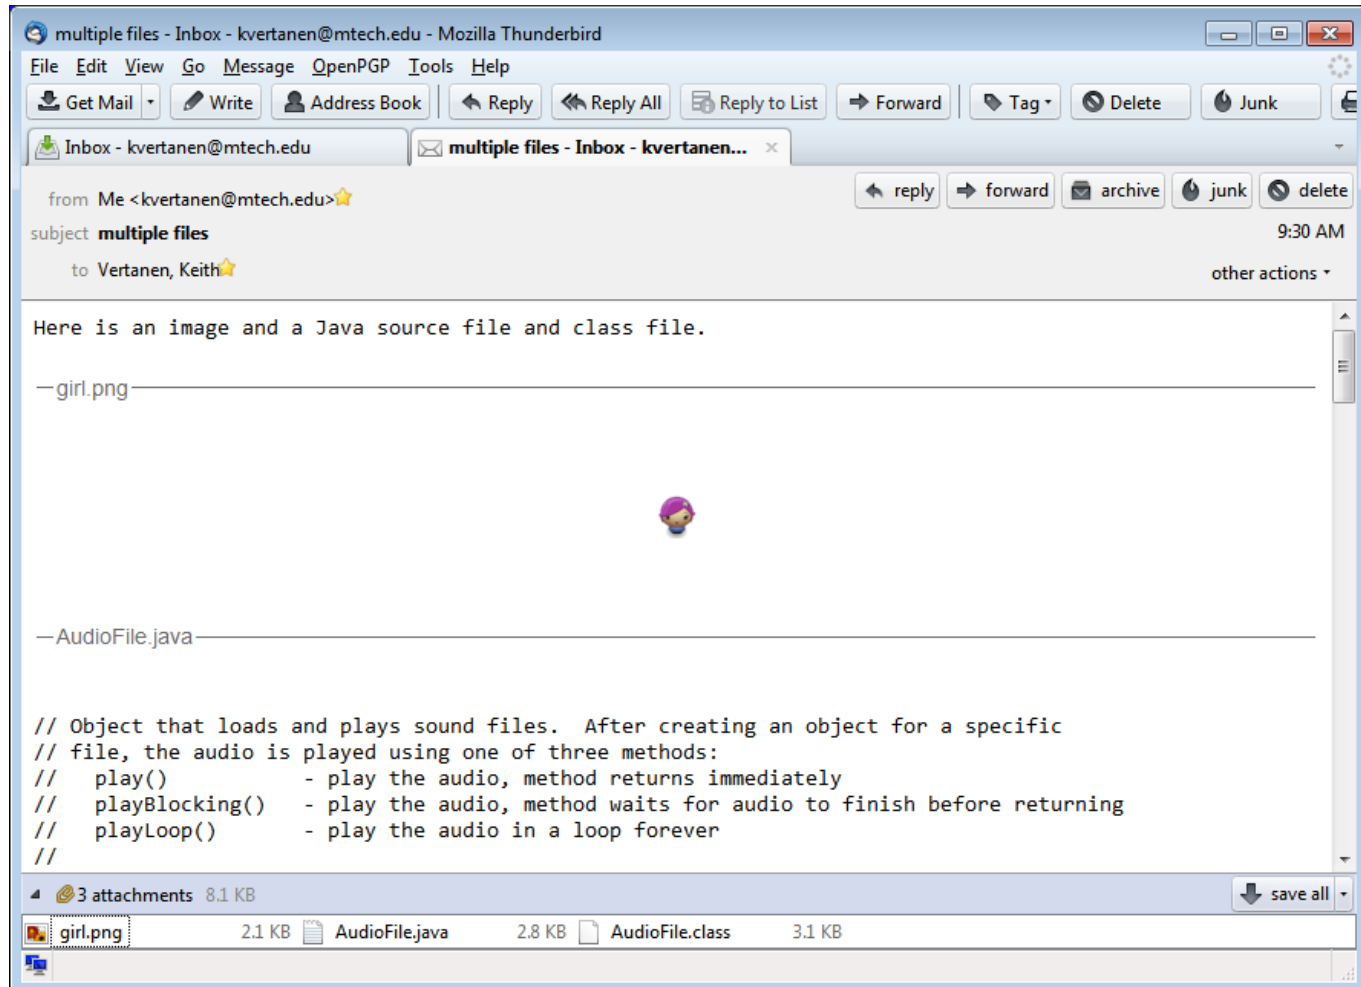 multiple files - Inbox - kvertanen@mtech.edu - Mozilla Thunderbird
File Edit View Go Message OpenPGP Tools Help
Get Mail Write Address Book Reply Reply All Reply to List Forward Tag Delete Junk
Inbox - kvertanen@mtech.edu multiple files - Inbox - kvertanen...
from Me <kvertanen@mtech.edu> reply forward archive junk delete
subject multiple files 9:30 AM
to Vertanen, Keith other actions
Here is an image and a Java source file and class file.
girl.png
AudioFile.java
// Object that loads and plays sound files.  After creating an object for a specific
// file, the audio is played using one of three methods:
//   play()           - play the audio, method returns immediately
//   playBlocking()   - play the audio, method waits for audio to finish before returning
//   playLoop()       - play the audio in a loop forever
//
3 attachments 8.1 KB save all
girl.png 2.1 KB AudioFile.java 2.8 KB AudioFile.class 3.1 KB